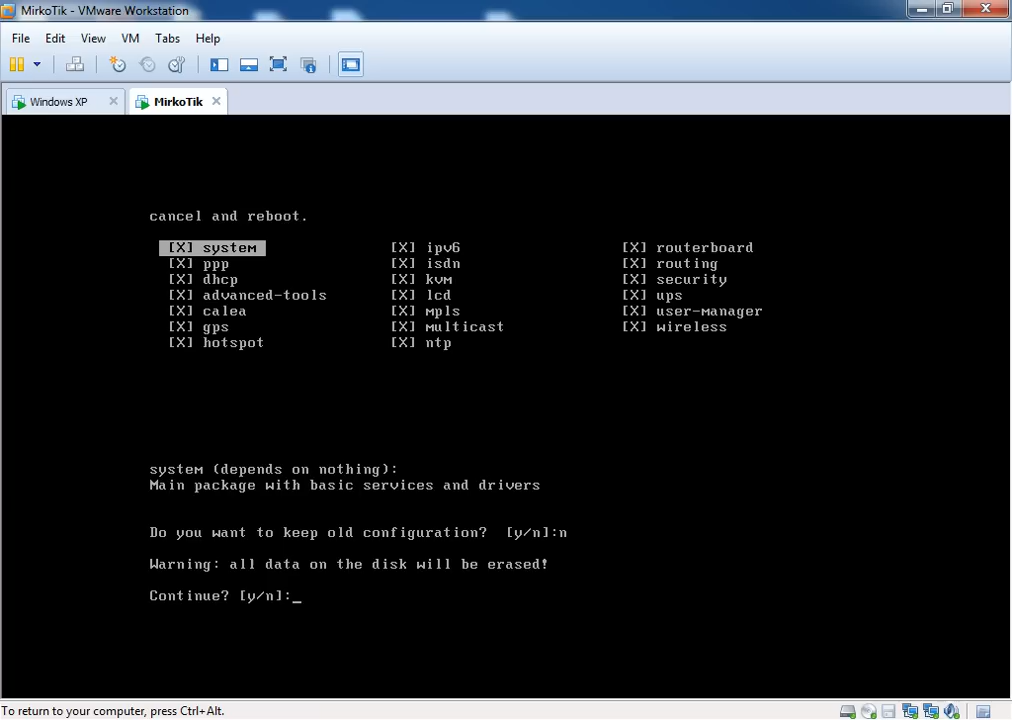 MirkoTik - VMware Workstation
File Edit View VM Tabs Help
Windows XP MirkoTik
cancel and reboot.
[X] system [X] ipv6 [X] routerboard
[X] ppp [X] isdn [X] routing
[X] dhcp [X] kvm [X] security
[X] advanced-tools [X] lcd [X] ups
[X] calea [X] mpls [X] user-manager
[X] gps [X] multicast [X] wireless
[X] hotspot [X] ntp
system (depends on nothing):
Main package with basic services and drivers
Do you want to keep old configuration? [y/n]:n
Warning: all data on the disk will be erased!
Continue? [y/n]:_
To return to your computer, press Ctrl+Alt.